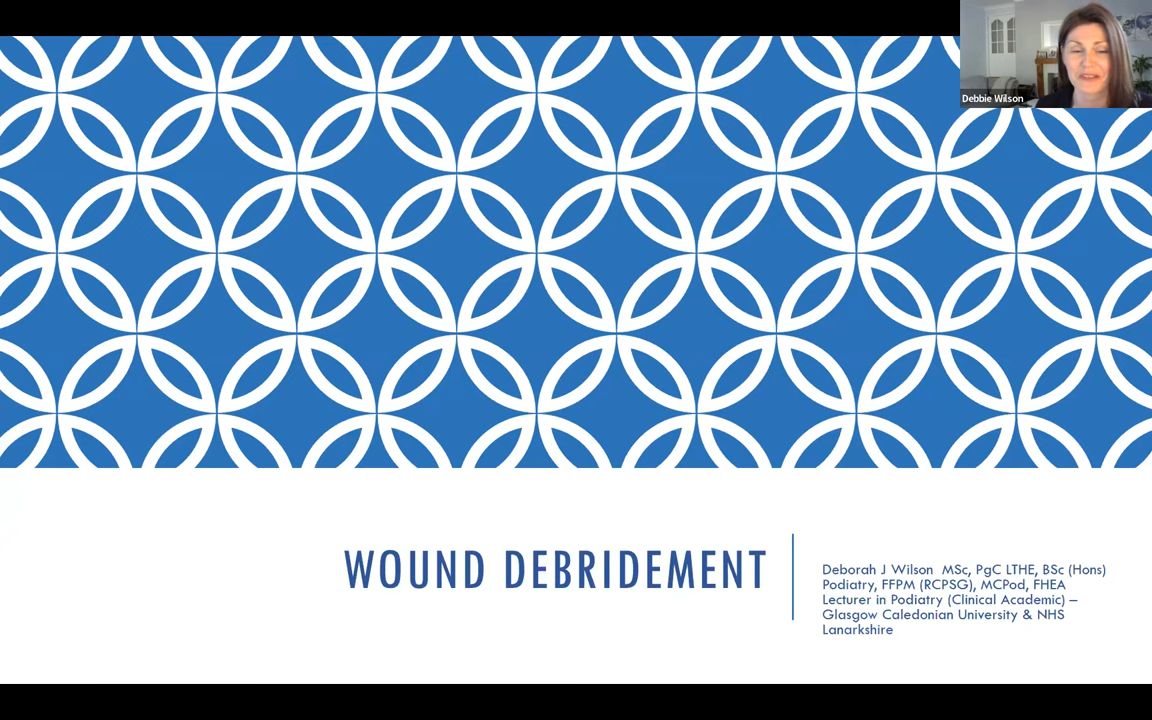 Debbie Wilson
WOUND DEBRIDEMENT
Deborah J Wilson  MSc, PgC LTHE, BSc (Hons)
Podiatry, FFPM (RCPSG), MCPod, FHEA
Lecturer in Podiatry (Clinical Academic) –
Glasgow Caledonian University & NHS
Lanarkshire